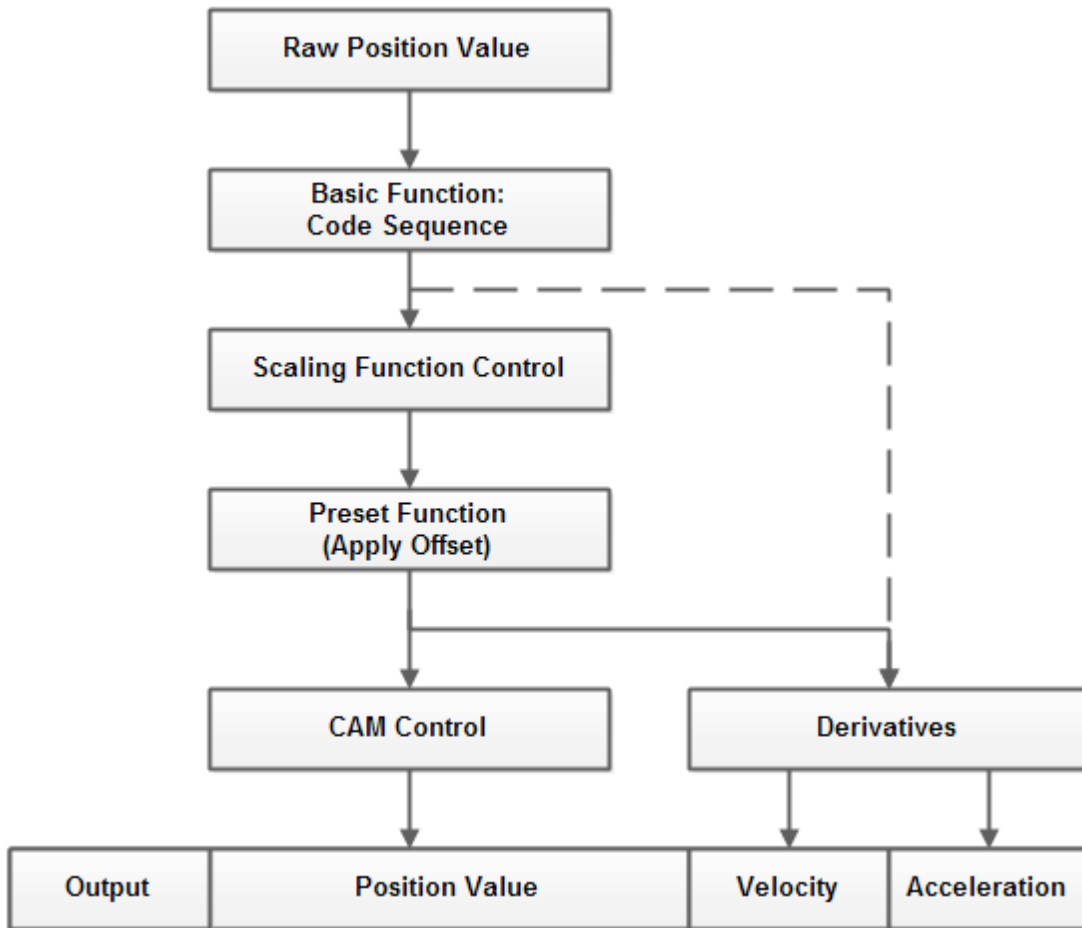 Raw Position Value
Basic Function:
Code Sequence
Scaling Function Control
Preset Function
(Apply Offset)
CAM Control
Derivatives
Output
Position Value
Velocity
Acceleration